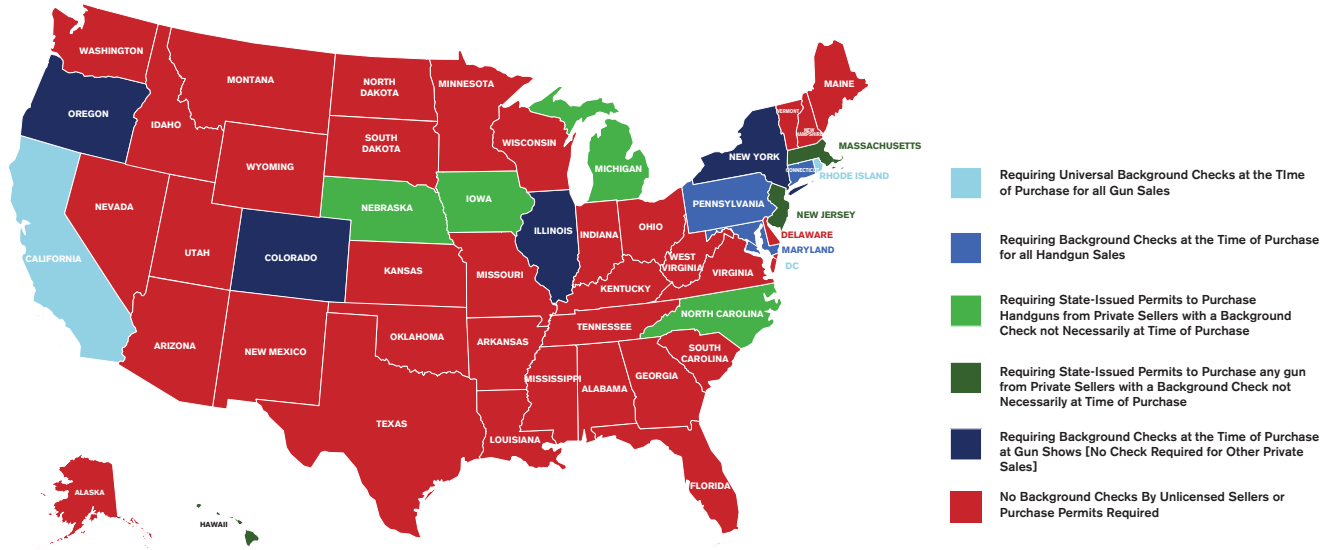 WASHINGTON
OREGON
CALIFORNIA
IDAHO
NEVADA
MONTANA
WYOMING
UTAH
ARIZONA
COLORADO
NEW MEXICO
NORTH
DAKOTA
SOUTH
DAKOTA
NEBRASKA
KANSAS
OKLAHOMA
TEXAS
MINNESOTA
IOWA
MISSOURI
ARKANSAS
LOUISIANA
WISCONSIN
ILLINOIS
MICHIGAN
INDIANA
OHIO
KENTUCKY
TENNESSEE
MISSISSIPPI
ALABAMA
GEORGIA
FLORIDA
SOUTH
CAROLINA
NORTH CAROLINA
VIRGINIA
WEST
VIRGINIA
PENNSYLVANIA
NEW YORK
VERMONT
NEW
HAMPSHIRE
MAINE
MASSACHUSETTS
CONNECTICUT
RHODE ISLAND
NEW JERSEY
DELAWARE
MARYLAND
DC
ALASKA
HAWAII
Requiring Universal Background Checks at the TIme
of Purchase for all Gun Sales
Requiring Background Checks at the Time of Purchase
for all Handgun Sales
Requiring State-Issued Permits to Purchase
Handguns from Private Sellers with a Background
Check not Necessarily at Time of Purchase
Requiring State-Issued Permits to Purchase any gun
from Private Sellers with a Background Check not
Necessarily at Time of Purchase
Requiring Background Checks at the Time of Purchase
at Gun Shows [No Check Required for Other Private
Sales]
No Background Checks By Unlicensed Sellers or
Purchase Permits Required